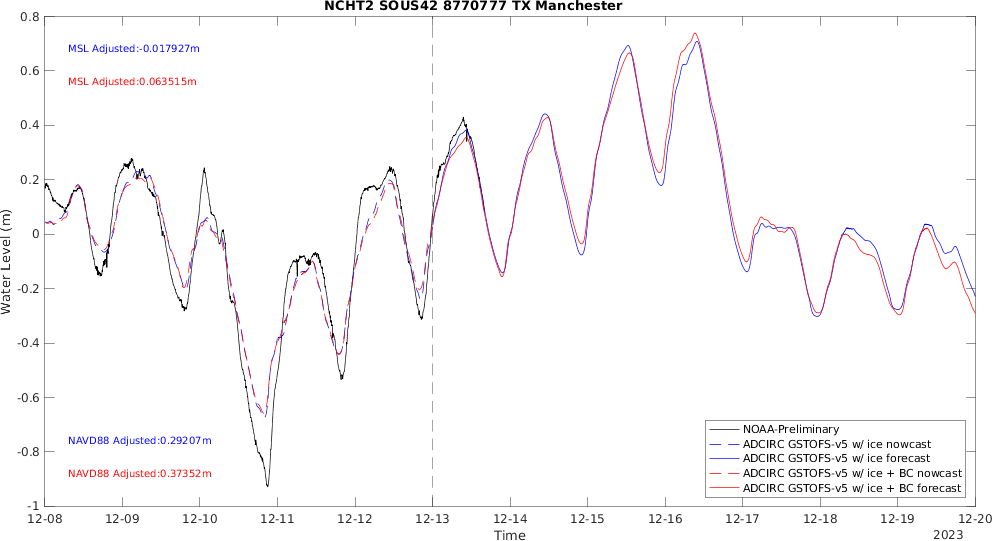 NCHT2 SOUS42 8770777 TX Manchester
Water Level (m)
0.8
0.6
0.4
0.2
0
-0.2
-0.4
-0.6
-0.8
-1
MSL Adjusted:-0.017927m
MSL Adjusted:0.063515m
NAVD88 Adjusted:0.29207m
NAVD88 Adjusted:0.37352m
NOAA-Preliminary
ADCIRC GSTOFS-v5 w/ ice nowcast
ADCIRC GSTOFS-v5 w/ ice forecast
ADCIRC GSTOFS-v5 w/ ice + BC nowcast
ADCIRC GSTOFS-v5 w/ ice + BC forecast
12-08 12-09 12-10 12-11 12-12 12-13 12-14 12-15 12-16 12-17 12-18 12-19 12-20
Time
2023